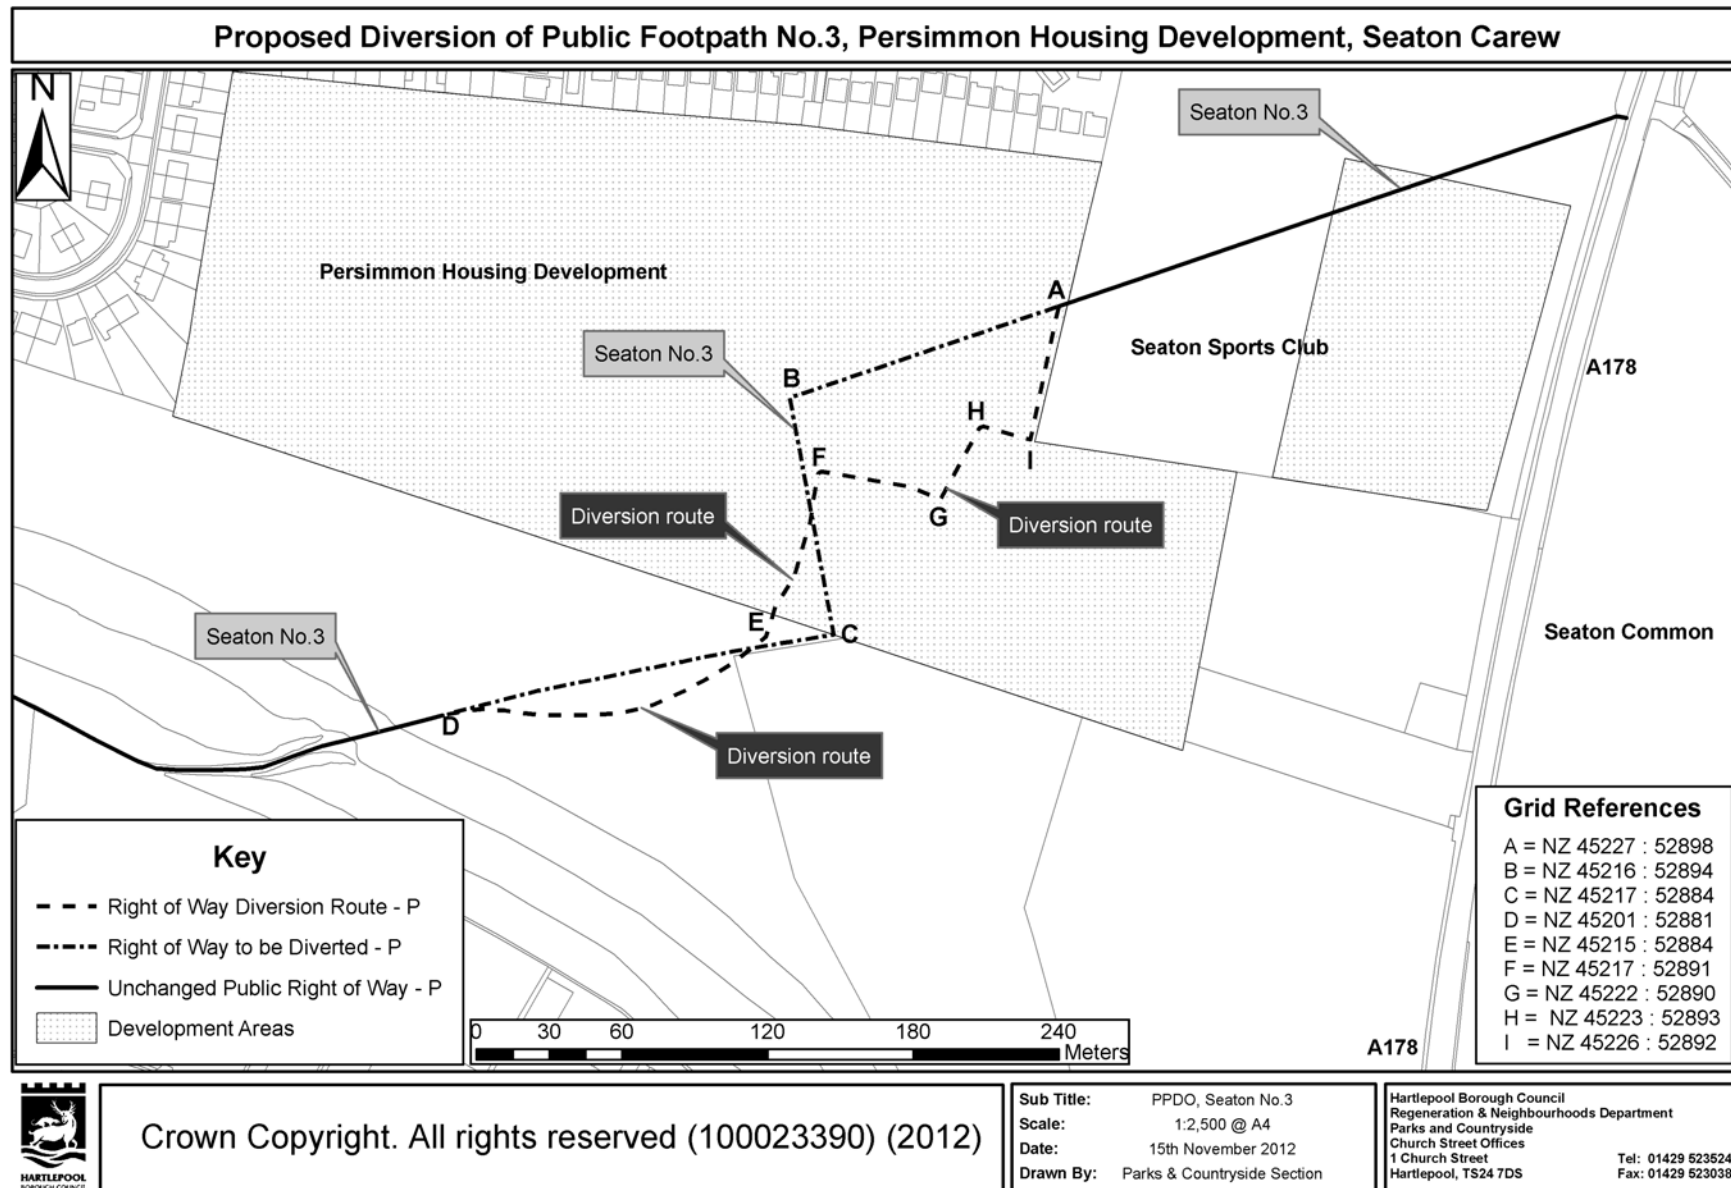 Proposed Diversion of Public Footpath No.3, Persimmon Housing Development, Seaton Carew
N
Seaton No.3
Persimmon Housing Development
A
Seaton No.3
B
Seaton Sports Club
A178
H
F
I
Diversion route
G
Diversion route
E
C
Seaton No.3
Seaton Common
D
Diversion route
Key
Right of Way Diversion Route - P
Right of Way to be Diverted - P
Unchanged Public Right of Way - P
Development Areas
0 30 60 120 180 240
Meters
A178
Grid References
A = NZ 45227 : 52898
B = NZ 45216 : 52894
C = NZ 45217 : 52884
D = NZ 45201 : 52881
E = NZ 45215 : 52884
F = NZ 45217 : 52891
G = NZ 45222 : 52890
H = NZ 45223 : 52893
I = NZ 45226 : 52892
HARTLEPOOL
BOROUGH COUNCIL
Crown Copyright. All rights reserved (100023390) (2012)
Sub Title: PPDO, Seaton No.3
Scale: 1:2,500 @ A4
Date: 15th November 2012
Drawn By: Parks & Countryside Section
Hartlepool Borough Council
Regeneration & Neighbourhoods Department
Parks and Countryside
Church Street Offices
1 Church Street Tel: 01429 523524
Hartlepool, TS24 7DS Fax: 01429 523038